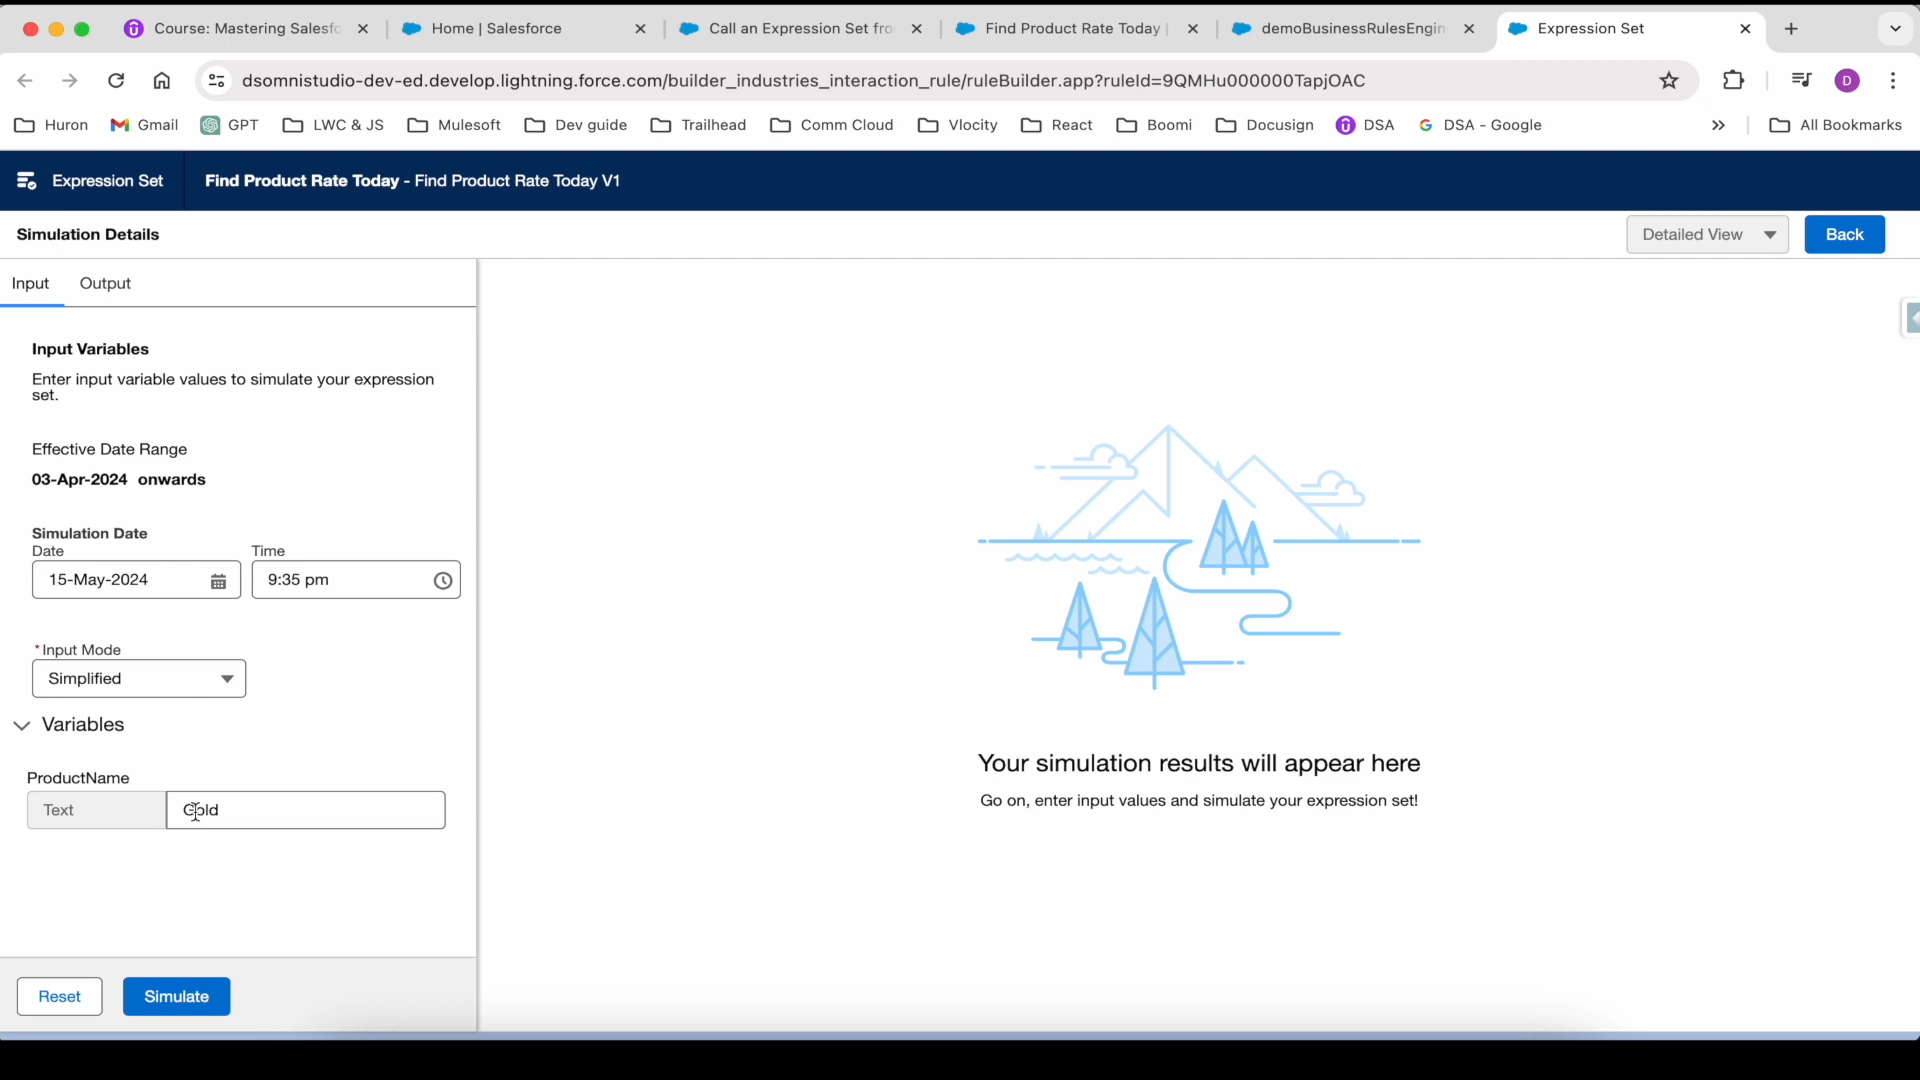 Course: Mastering Salesfo
Home | Salesforce
Call an Expression Set fro
Find Product Rate Today |
demoBusinessRulesEngin
Expression Set
dsomnistudio-dev-ed.develop.lightning.force.com/builder_industries_interaction_rule/ruleBuilder.app?ruleId=9QMHu000000TapjOAC
D
Huron
Gmail
GPT
LWC & JS
Mulesoft
Dev guide
Trailhead
Comm Cloud
Vlocity
React
Boomi
Docusign
DSA
DSA - Google
All Bookmarks
Expression Set
Find Product Rate Today - Find Product Rate Today V1
Simulation Details
Detailed View
Back
Input
Output
Input Variables
Enter input variable values to simulate your expression
set.
Effective Date Range
03-Apr-2024 onwards
Simulation Date
Date
Time
15-May-2024
9:35 pm
*Input Mode
Simplified
Variables
ProductName
Text
Gold
Reset
Simulate
Your simulation results will appear here
Go on, enter input values and simulate your expression set!